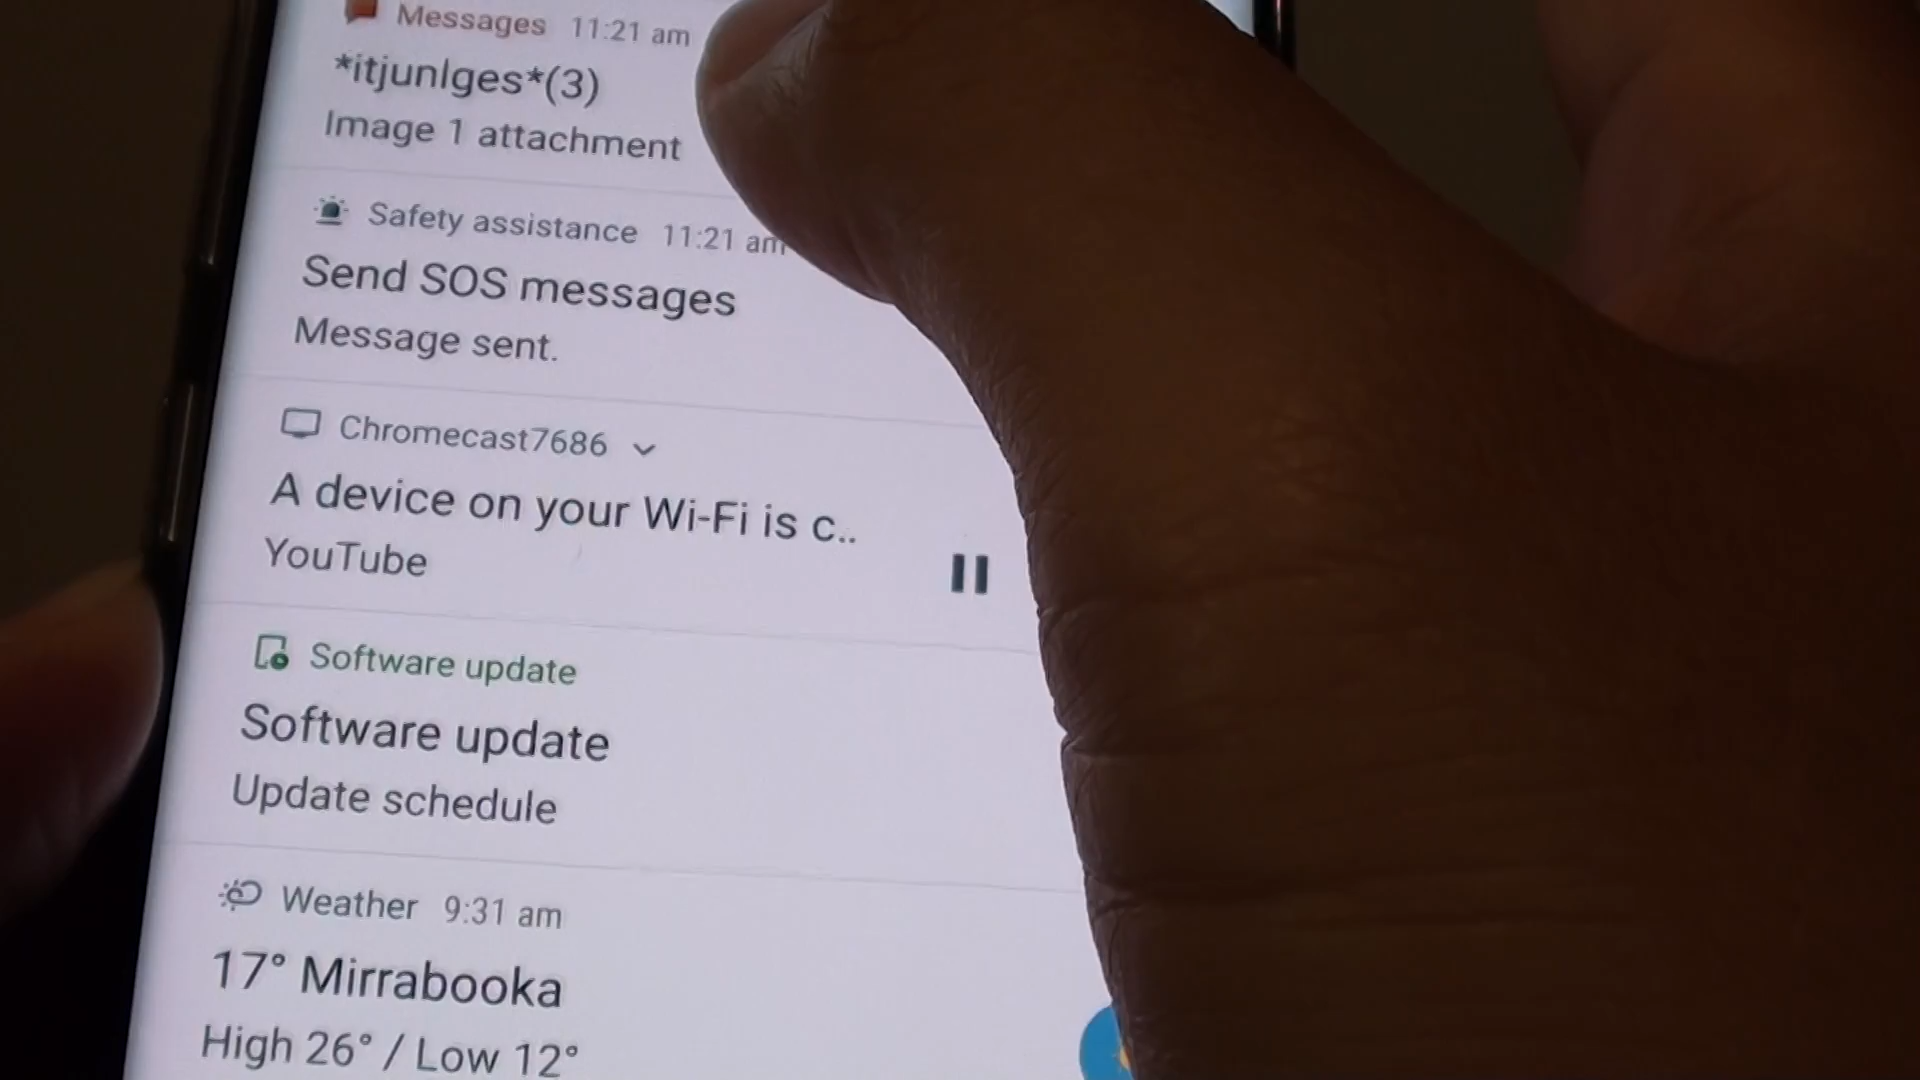 Messages 11:21 am
*itjunlges*(3)
Image 1 attachment
Safety assistance 11:21 am
Send SOS messages
Message sent.
Chromecast7686
A device on your Wi-Fi is c..
YouTube
Software update
Software update
Update schedule
Weather 9:31 am
17° Mirrabooka
High 26° / Low 12°